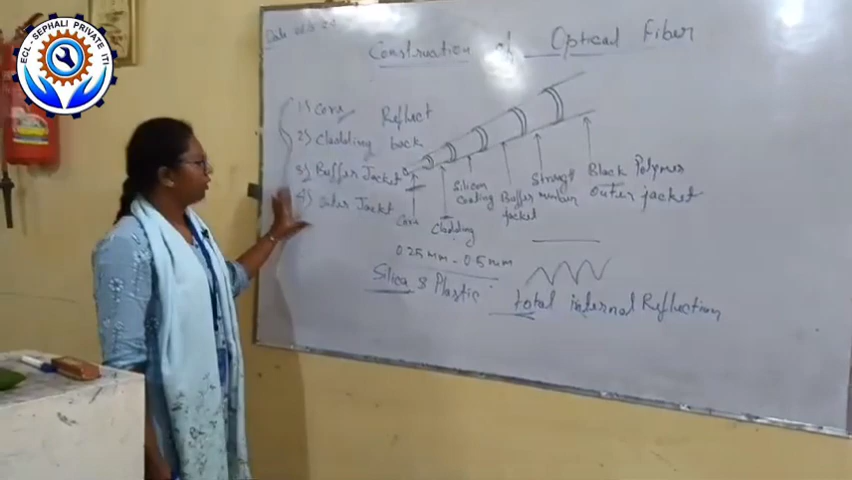 ECL - SEPHALI PRIVATE ITI
Date
Construction of Optical Fiber
1) Core Reflect
2) Cladding back
3) Buffer Jacket
4) outer Jacket
Core
Cladding
Silicon
coating
Buffer
jacket
Strength
Black Polymer
outer jacket
0.25 mm - 0.5 mm
Silica & Plastic
total internal Reflection